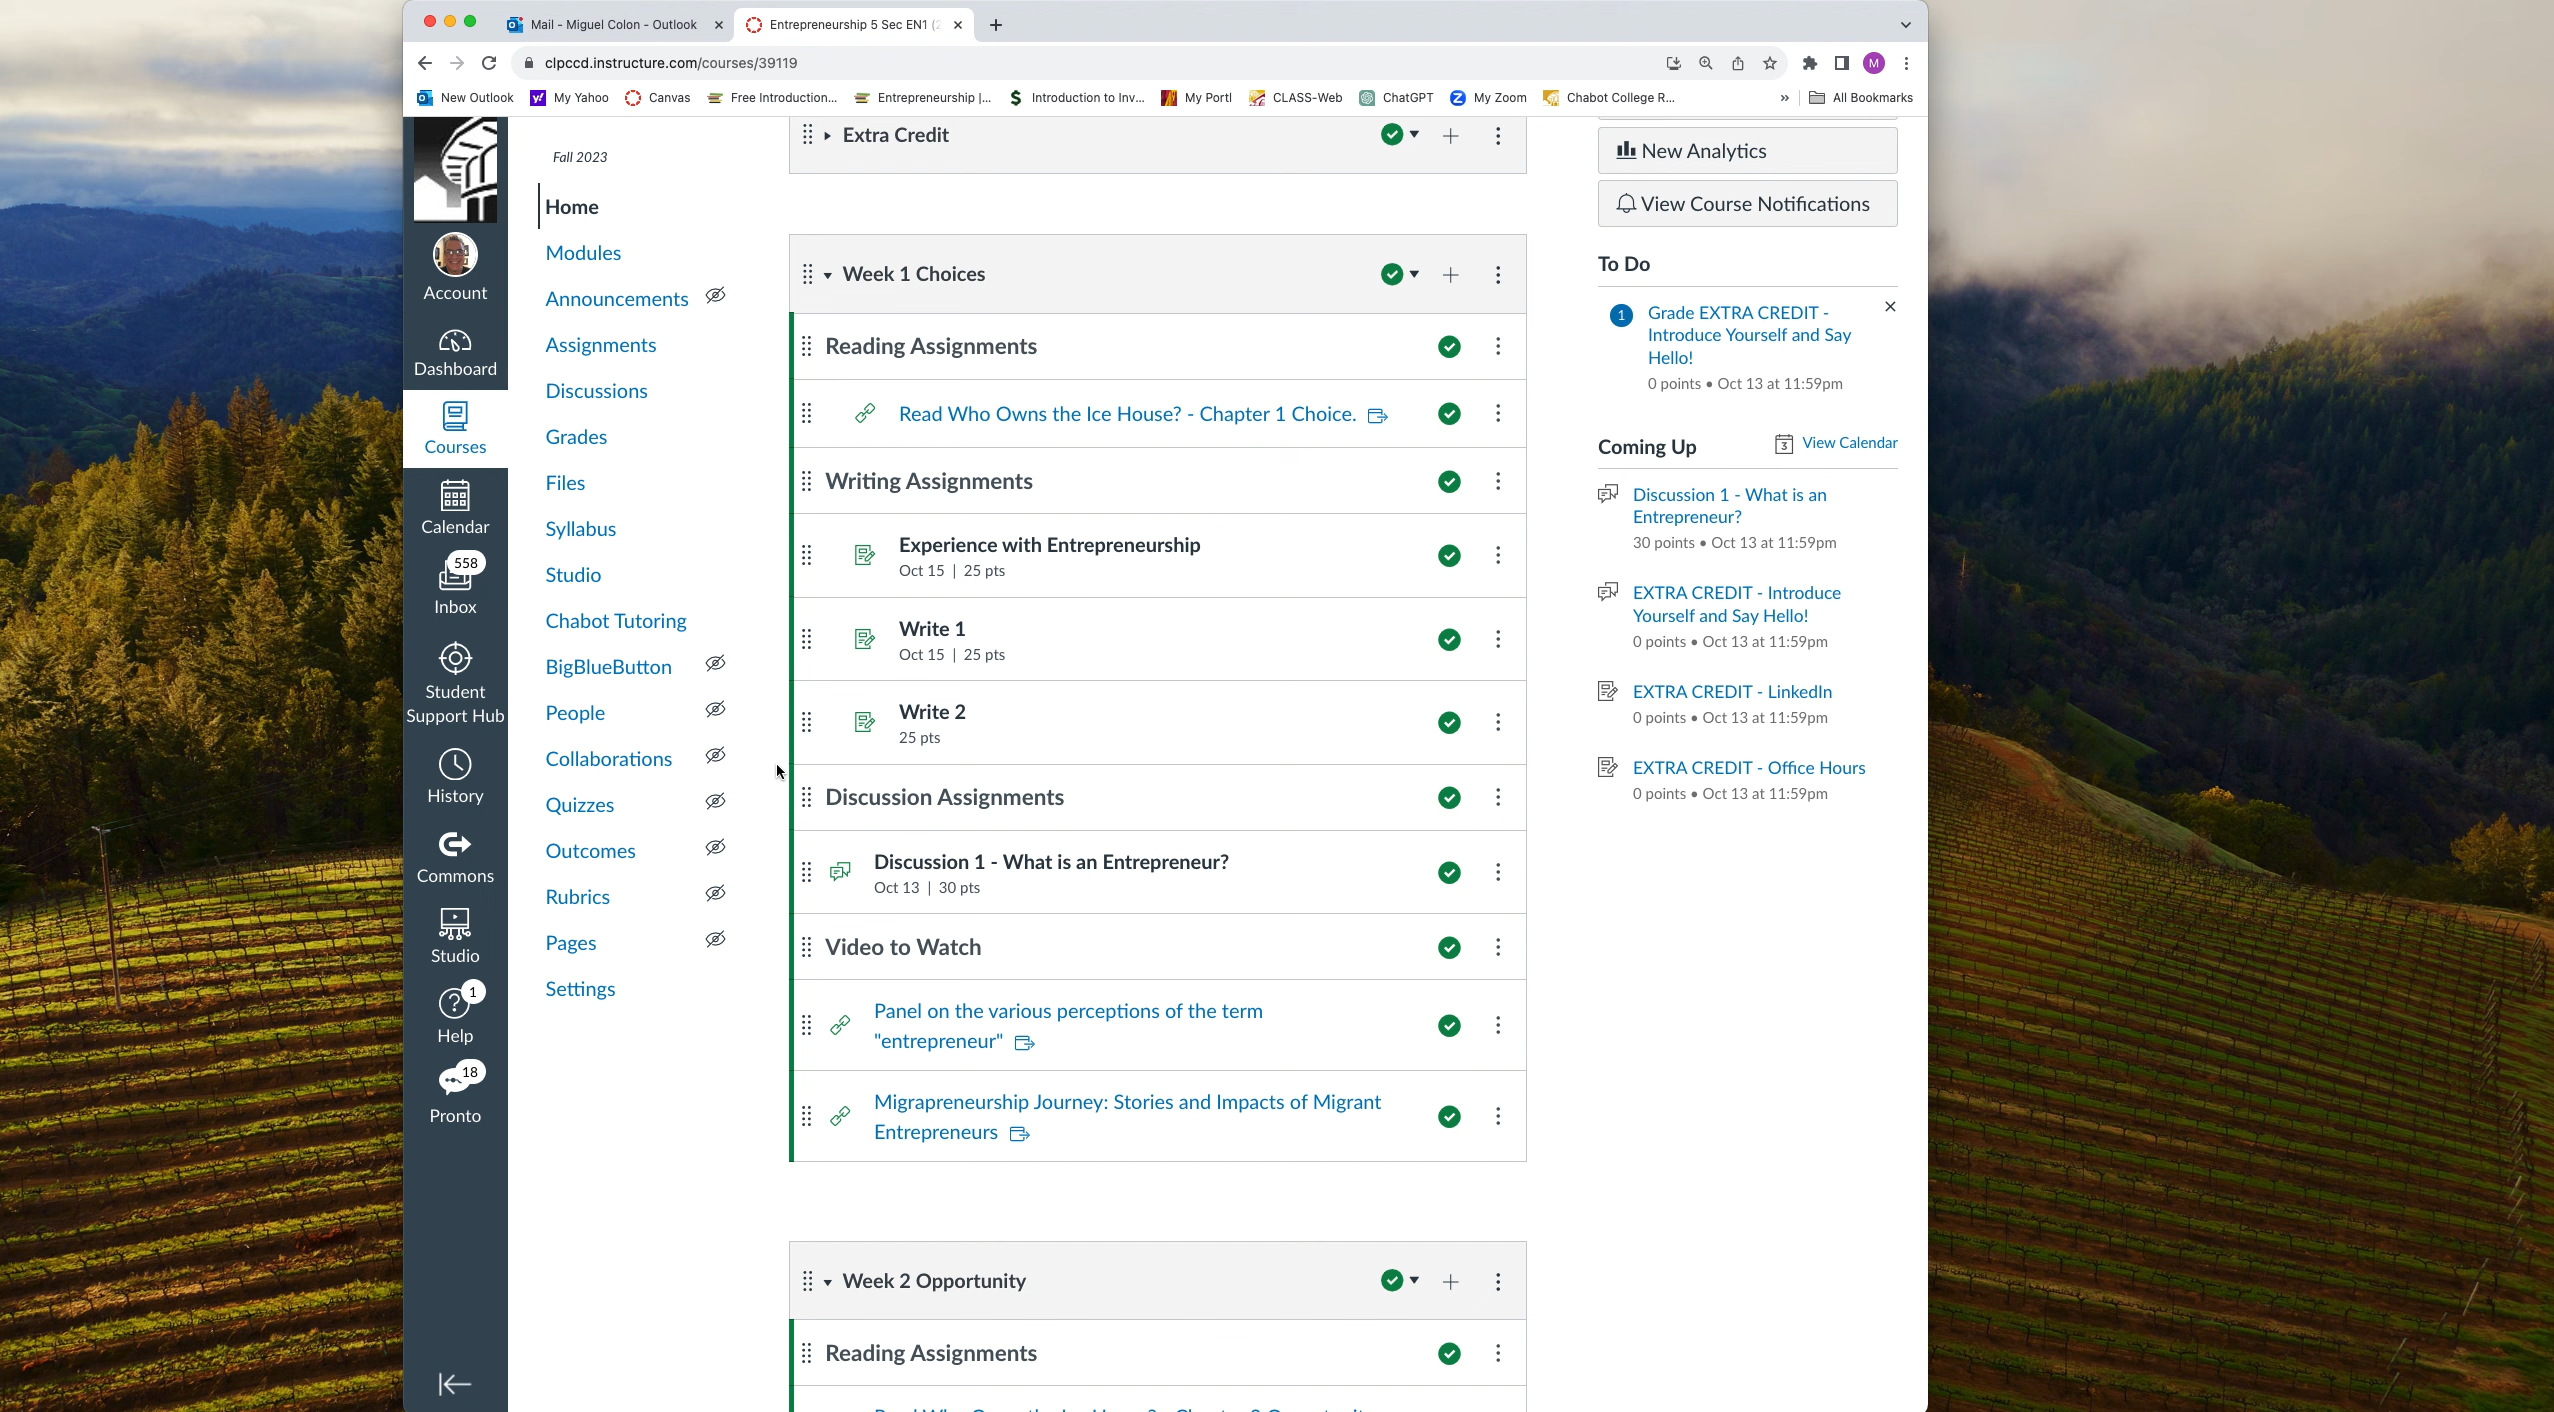 Mail - Miguel Colon - Outlook
Entrepreneurship 5 Sec EN1 (2
clpccd.instructure.com/courses/39119
M
New Outlook
My Yahoo
Canvas
Free Introduction...
Entrepreneurship |...
Introduction to Inv...
My Portl
CLASS-Web
ChatGPT
My Zoom
Chabot College R...
»
All Bookmarks
Account
Dashboard
Courses
Calendar
558
Inbox
Student
Support Hub
History
Commons
Studio
1
Help
18
Pronto
Fall 2023
Home
Modules
Announcements
Assignments
Discussions
Grades
Files
Syllabus
Studio
Chabot Tutoring
BigBlueButton
People
Collaborations
Quizzes
Outcomes
Rubrics
Pages
Settings
Extra Credit
Week 1 Choices
Reading Assignments
Read Who Owns the Ice House? - Chapter 1 Choice.
Writing Assignments
Experience with Entrepreneurship
Oct 15 | 25 pts
Write 1
Oct 15 | 25 pts
Write 2
25 pts
Discussion Assignments
Discussion 1 - What is an Entrepreneur?
Oct 13 | 30 pts
Video to Watch
Panel on the various perceptions of the term
"entrepreneur"
Migrapreneurship Journey: Stories and Impacts of Migrant
Entrepreneurs
Week 2 Opportunity
Reading Assignments
New Analytics
View Course Notifications
To Do
1
Grade EXTRA CREDIT -
Introduce Yourself and Say
Hello!
0 points • Oct 13 at 11:59pm
Coming Up
3
View Calendar
Discussion 1 - What is an
Entrepreneur?
30 points • Oct 13 at 11:59pm
EXTRA CREDIT - Introduce
Yourself and Say Hello!
0 points • Oct 13 at 11:59pm
EXTRA CREDIT - LinkedIn
0 points • Oct 13 at 11:59pm
EXTRA CREDIT - Office Hours
0 points • Oct 13 at 11:59pm